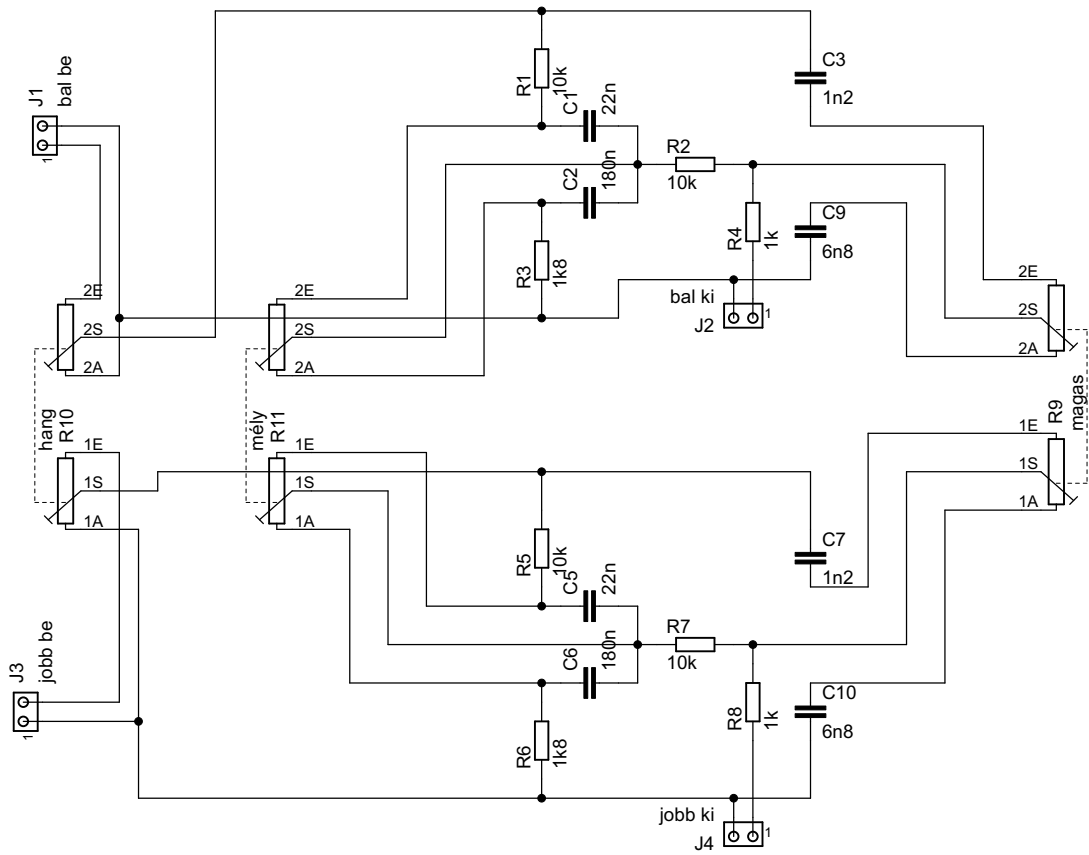 J1
bal be
1
R1
10k
C3
1n2
C1
22n
R2
10k
C2
180n
R4
1k
C9
6n8
R3
1k8
bal ki
J2
1
2E
2S
2A
2E
2S
2A
2E
2S
2A
hang
R10
mély
R11
R9
magas
1E
1S
1A
1E
1S
1A
1E
1S
1A
R5
10k
C7
1n2
C5
22n
R7
10k
C6
180n
R8
1k
C10
6n8
J3
jobb be
1
R6
1k8
jobb ki
J4
1